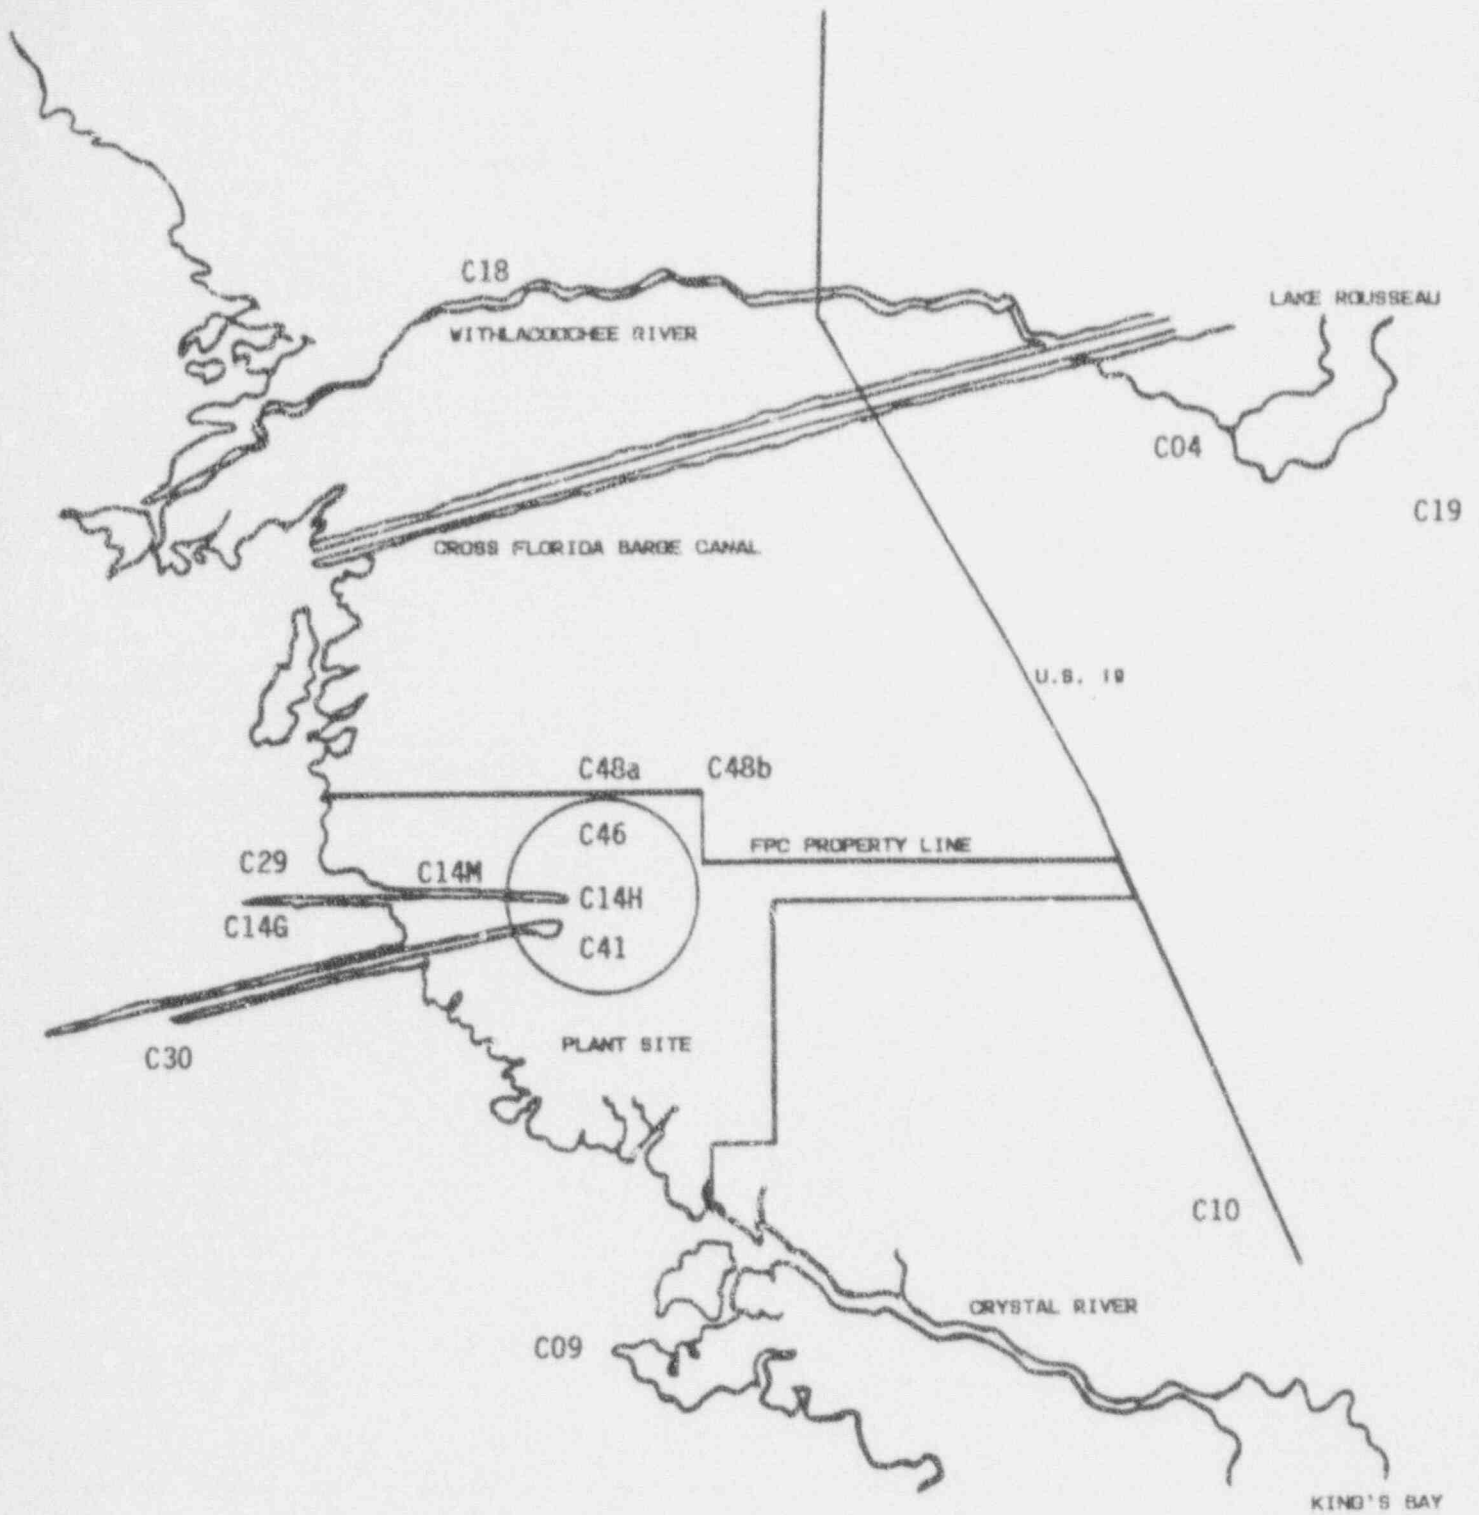 C18
LAKE ROUSSEAU
WITHLACOOCHEE RIVER
C04
C19
CROSS FLORIDA BARGE CANAL
U.S. 19
C48a
C48b
C46
FPC PROPERTY LINE
C29
C14M
C14H
C14G
C41
PLANT SITE
C30
C10
CRYSTAL RIVER
C09
KING'S BAY